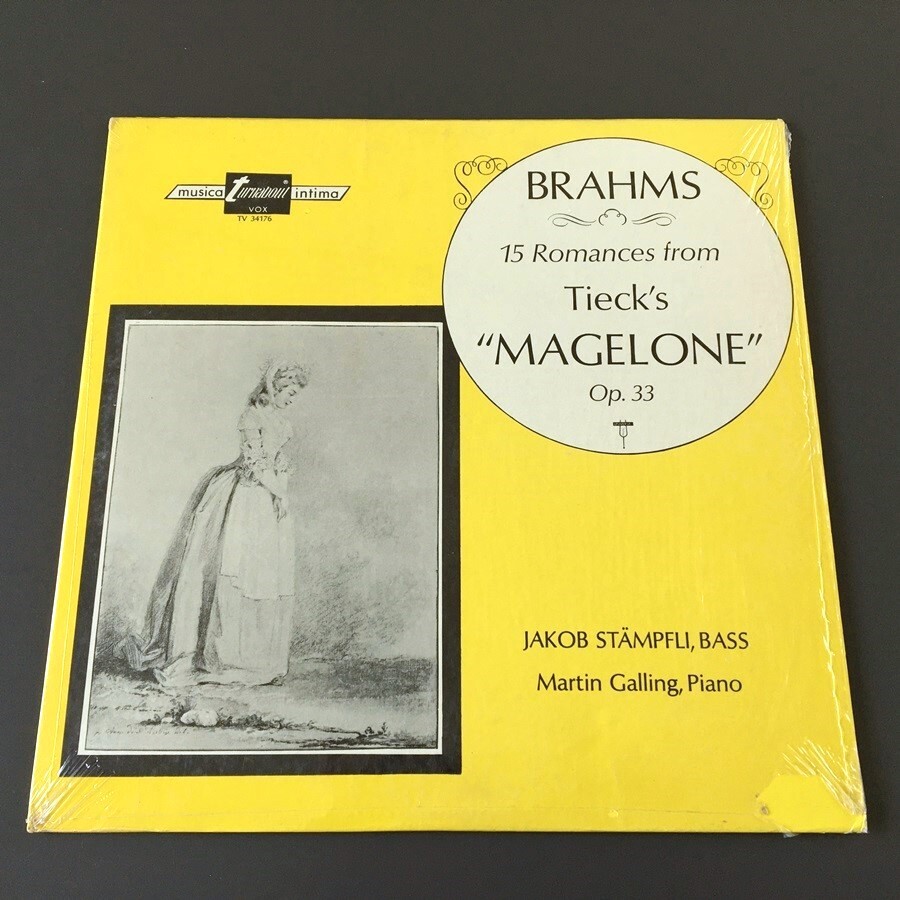 musica turnabout intima
VOX
TV 34176
BRAHMS
15 Romances from
Tieck's
“MAGELONE”
Op. 33
JAKOB STÄMPFLI, BASS
Martin Galling, Piano